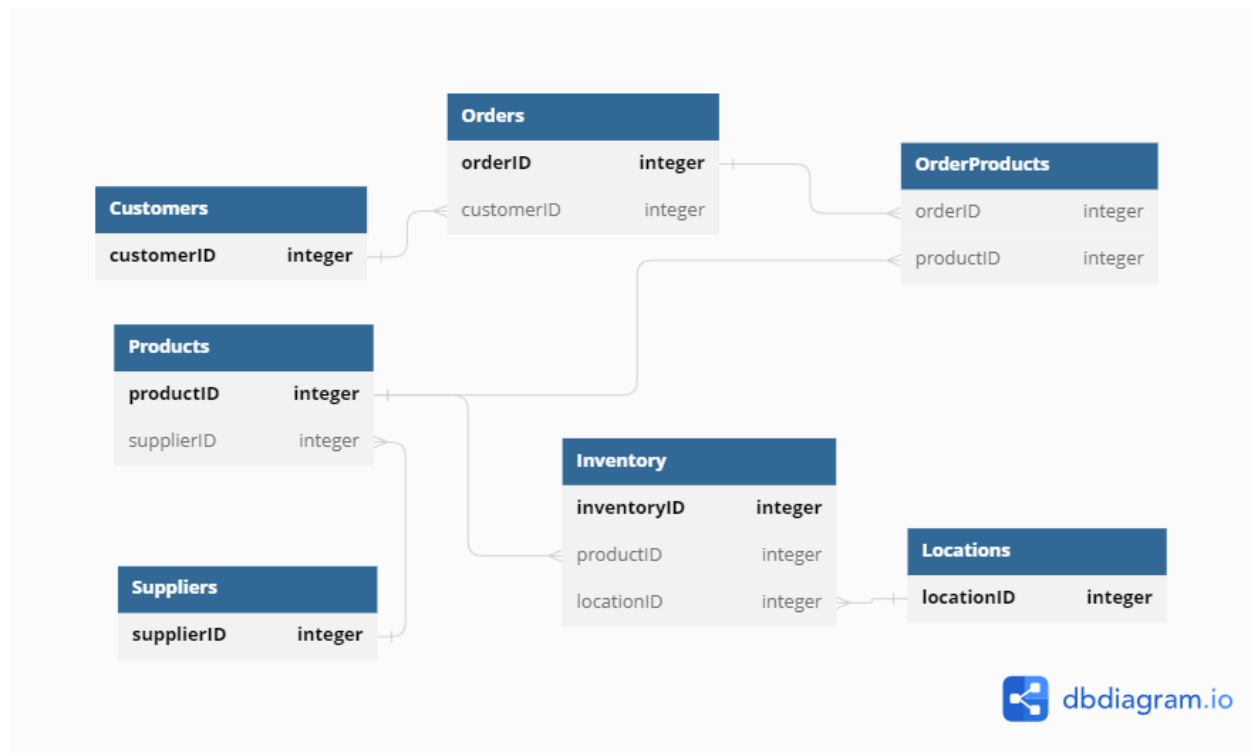 Orders
orderID integer
customerID integer
OrderProducts
orderID integer
productID integer
Customers
customerID integer
Products
productID integer
supplierID integer
Inventory
inventoryID integer
productID integer
locationID integer
Locations
locationID integer
Suppliers
supplierID integer
dbdiagram.io